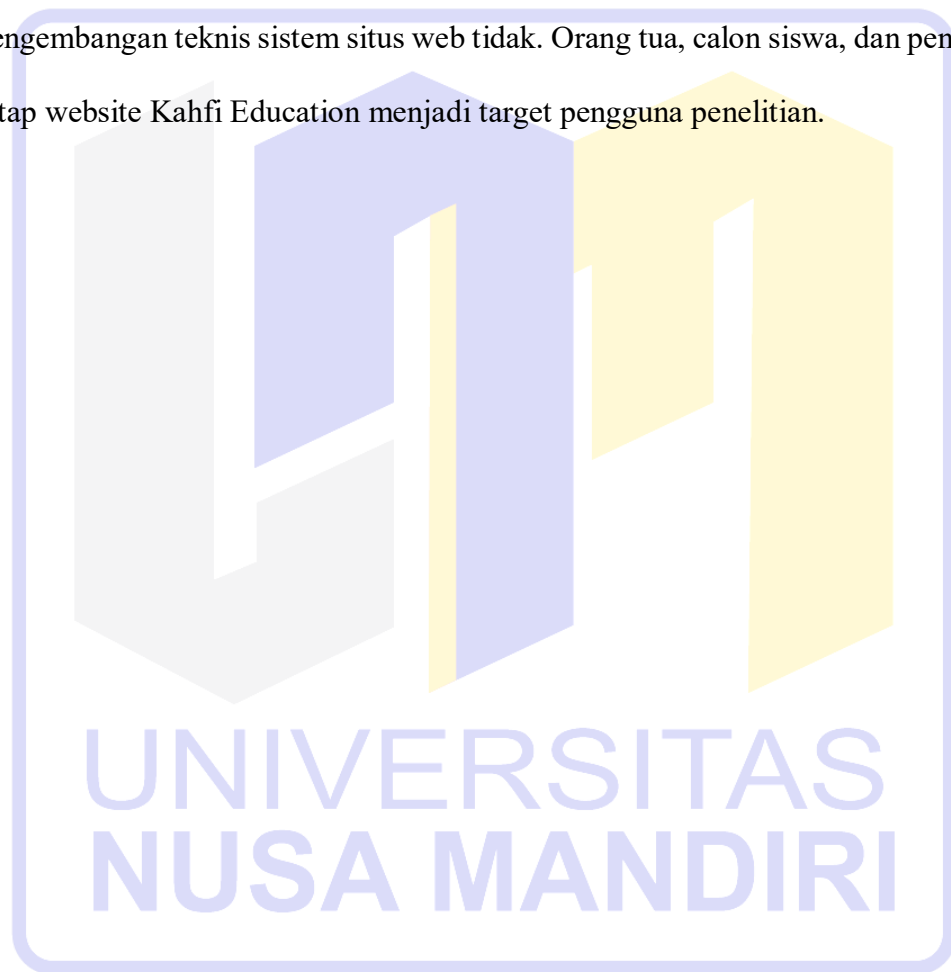 engembangan teknis sistem situs web tidak. Orang tua, calon siswa, dan pen
tap website Kahfi Education menjadi target pengguna penelitian.
UNIVERSITAS
NUSA MANDIRI